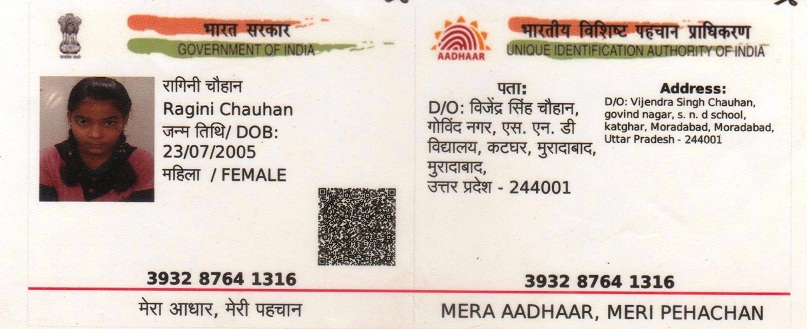 भारत सरकार
GOVERNMENT OF INDIA
रागिनी चौहान
Ragini Chauhan
जन्म तिथि/ DOB:
23/07/2005
महिला / FEMALE
3932 8764 1316
मेरा आधार, मेरी पहचान
भारतीय विशिष्ट पहचान प्राधिकरण
UNIQUE IDENTIFICATION AUTHORITY OF INDIA
AADHAAR
पता:
D/O: विजेंद्र सिंह चौहान,
गोविंद नगर, एस. एन. डी
विद्यालय, कटघर, मुरादाबाद,
मुरादाबाद,
उत्तर प्रदेश - 244001
Address:
D/O: Vijendra Singh Chauhan,
govind nagar, s. n. d school,
katghar, Moradabad, Moradabad,
Uttar Pradesh - 244001
3932 8764 1316
MERA AADHAAR, MERI PEHACHAN